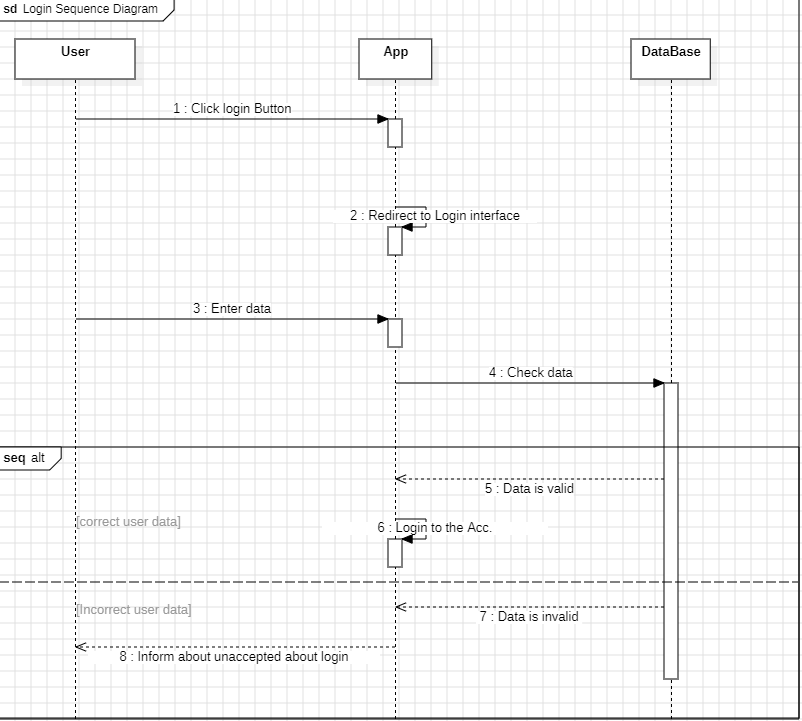 sd Login Sequence Diagram
User
App
DataBase
1 : Click login Button
2 : Redirect to Login interface
3 : Enter data
4 : Check data
seq alt
5 : Data is valid
[correct user data]
6 : Login to the Acc.
[Incorrect user data]
7 : Data is invalid
8 : Inform about unaccepted about login